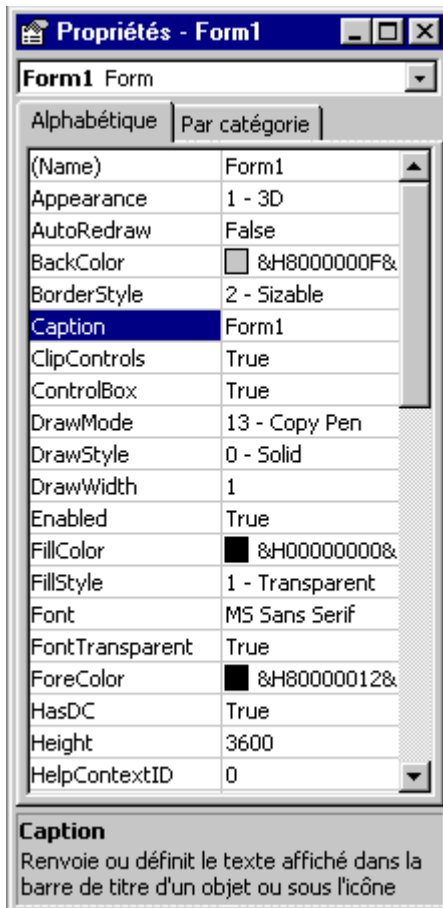 Propriétés - Form1
Form1 Form
Alphabétique Par catégorie
(Name) Form1
Appearance 1 - 3D
AutoRedraw False
BackColor &H8000000F&
BorderStyle 2 - Sizable
Caption Form1
ClipControls True
ControlBox True
DrawMode 13 - Copy Pen
DrawStyle 0 - Solid
DrawWidth 1
Enabled True
FillColor &H00000000&
FillStyle 1 - Transparent
Font MS Sans Serif
FontTransparent True
ForeColor &H80000012&
HasDC True
Height 3600
HelpContextID 0
Caption
Renvoie ou définit le texte affiché dans la
barre de titre d'un objet ou sous l'icône